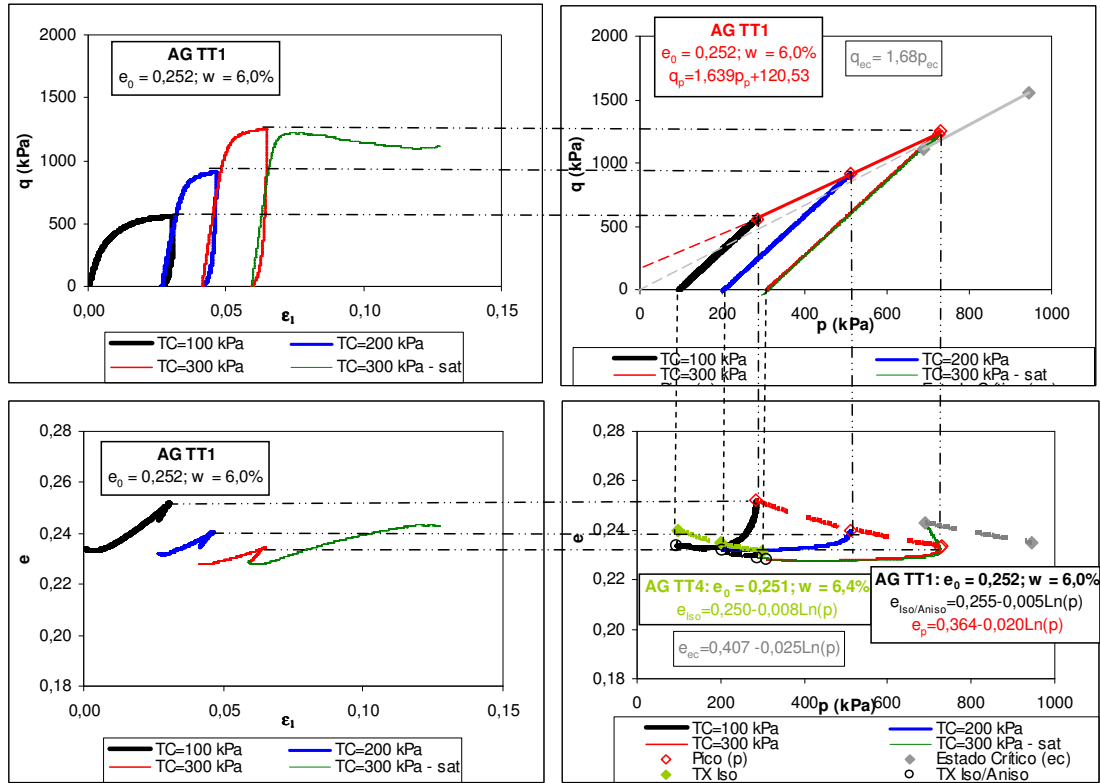 2000
1500
1000
500
0
q (kPa)
AG TT1
e0 = 0,252; w = 6,0%
0,00
0,05
0,10
0,15
ε1
TC=100 kPa
TC=200 kPa
TC=300 kPa
TC=300 kPa - sat
2000
1500
1000
500
0
q (kPa)
AG TT1
e0 = 0,252; w = 6,0%
qp=1,639pp+120,53
qec= 1,68pec
0
200
400
600
800
1000
p (kPa)
TC=100 kPa
TC=200 kPa
TC=300 kPa
TC=300 kPa - sat
0,28
0,26
0,24
0,22
0,20
0,18
e
AG TT1
e0 = 0,252; w = 6,0%
0,00
0,05
0,10
0,15
ε1
TC=100 kPa
TC=200 kPa
TC=300 kPa
TC=300 kPa - sat
0,28
0,26
0,24
0,22
0,20
0,18
e
AG TT4: e0 = 0,251; w = 6,4%
eIso=0,250-0,008Ln(p)
AG TT1: e0 = 0,252; w = 6,0%
eIso/Aniso=0,255-0,005Ln(p)
ep=0,364-0,020Ln(p)
eec=0,407 -0,025Ln(p)
0
200
400
600
800
1000
p (kPa)
TC=100 kPa
TC=200 kPa
TC=300 kPa
TC=300 kPa - sat
Pico (p)
Estado Crítico (ec)
TX Iso
TX Iso/Aniso